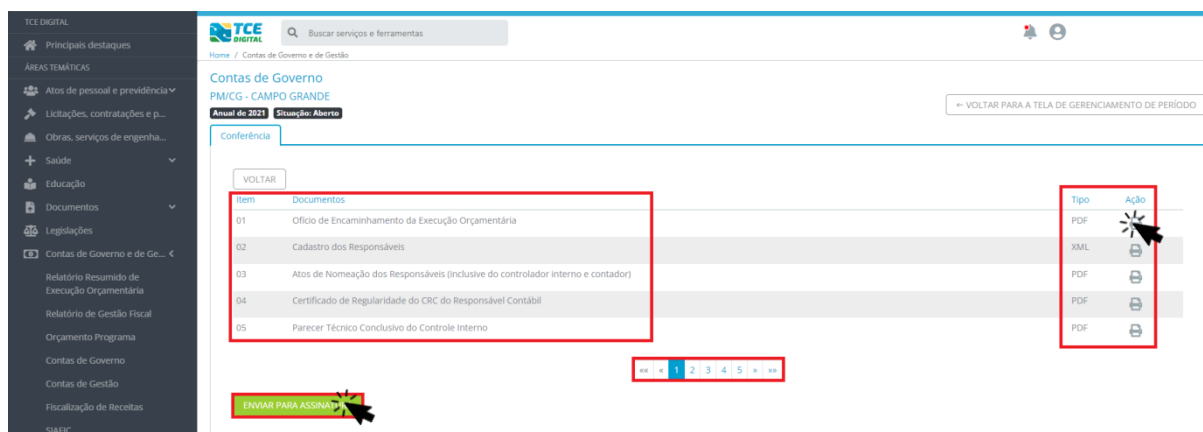 TCE DIGITAL
Principais destaques
ÁREAS TEMÁTICAS
Atos de pessoal e previdência
Licitações, contratações e p...
Obras, serviços de engenha...
Saúde
Educação
Documentos
Legislações
Contas de Governo e de Ge...
Relatório Resumido de
Execução Orçamentária
Relatório de Gestão Fiscal
Orçamento Programa
Contas de Governo
Contas de Gestão
Fiscalização de Receitas
SIAFIC
TCE
DIGITAL
Buscar serviços e ferramentas
Home / Contas de Governo e de Gestão
Contas de Governo
PM/CG - CAMPO GRANDE
Anual de 2021 Situação: Aberto
← VOLTAR PARA A TELA DE GERENCIAMENTO DE PERÍODO
Conferência
VOLTAR
Item Documentos Tipo Ação
01 Ofício de Encaminhamento da Execução Orçamentária PDF
02 Cadastro dos Responsáveis XML
03 Atos de Nomeação dos Responsáveis (inclusive do controlador interno e contador) PDF
04 Certificado de Regularidade do CRC do Responsável Contábil PDF
05 Parecer Técnico Conclusivo do Controle Interno PDF
«« « 1 2 3 4 5 » »»
ENVIAR PARA